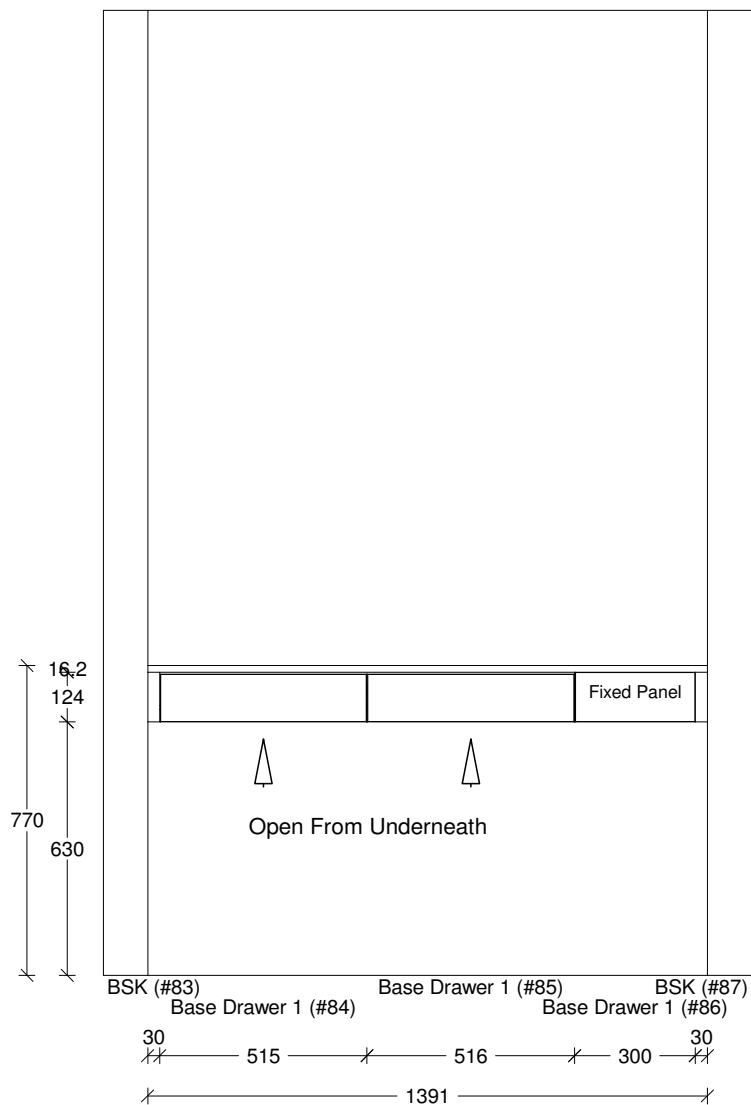 16.2
124
Fixed Panel
770
630
Open From Underneath
BSK (#83)
Base Drawer 1 (#85)
BSK (#87)
Base Drawer 1 (#84)
Base Drawer 1 (#86)
30
30
515
516
300
1391